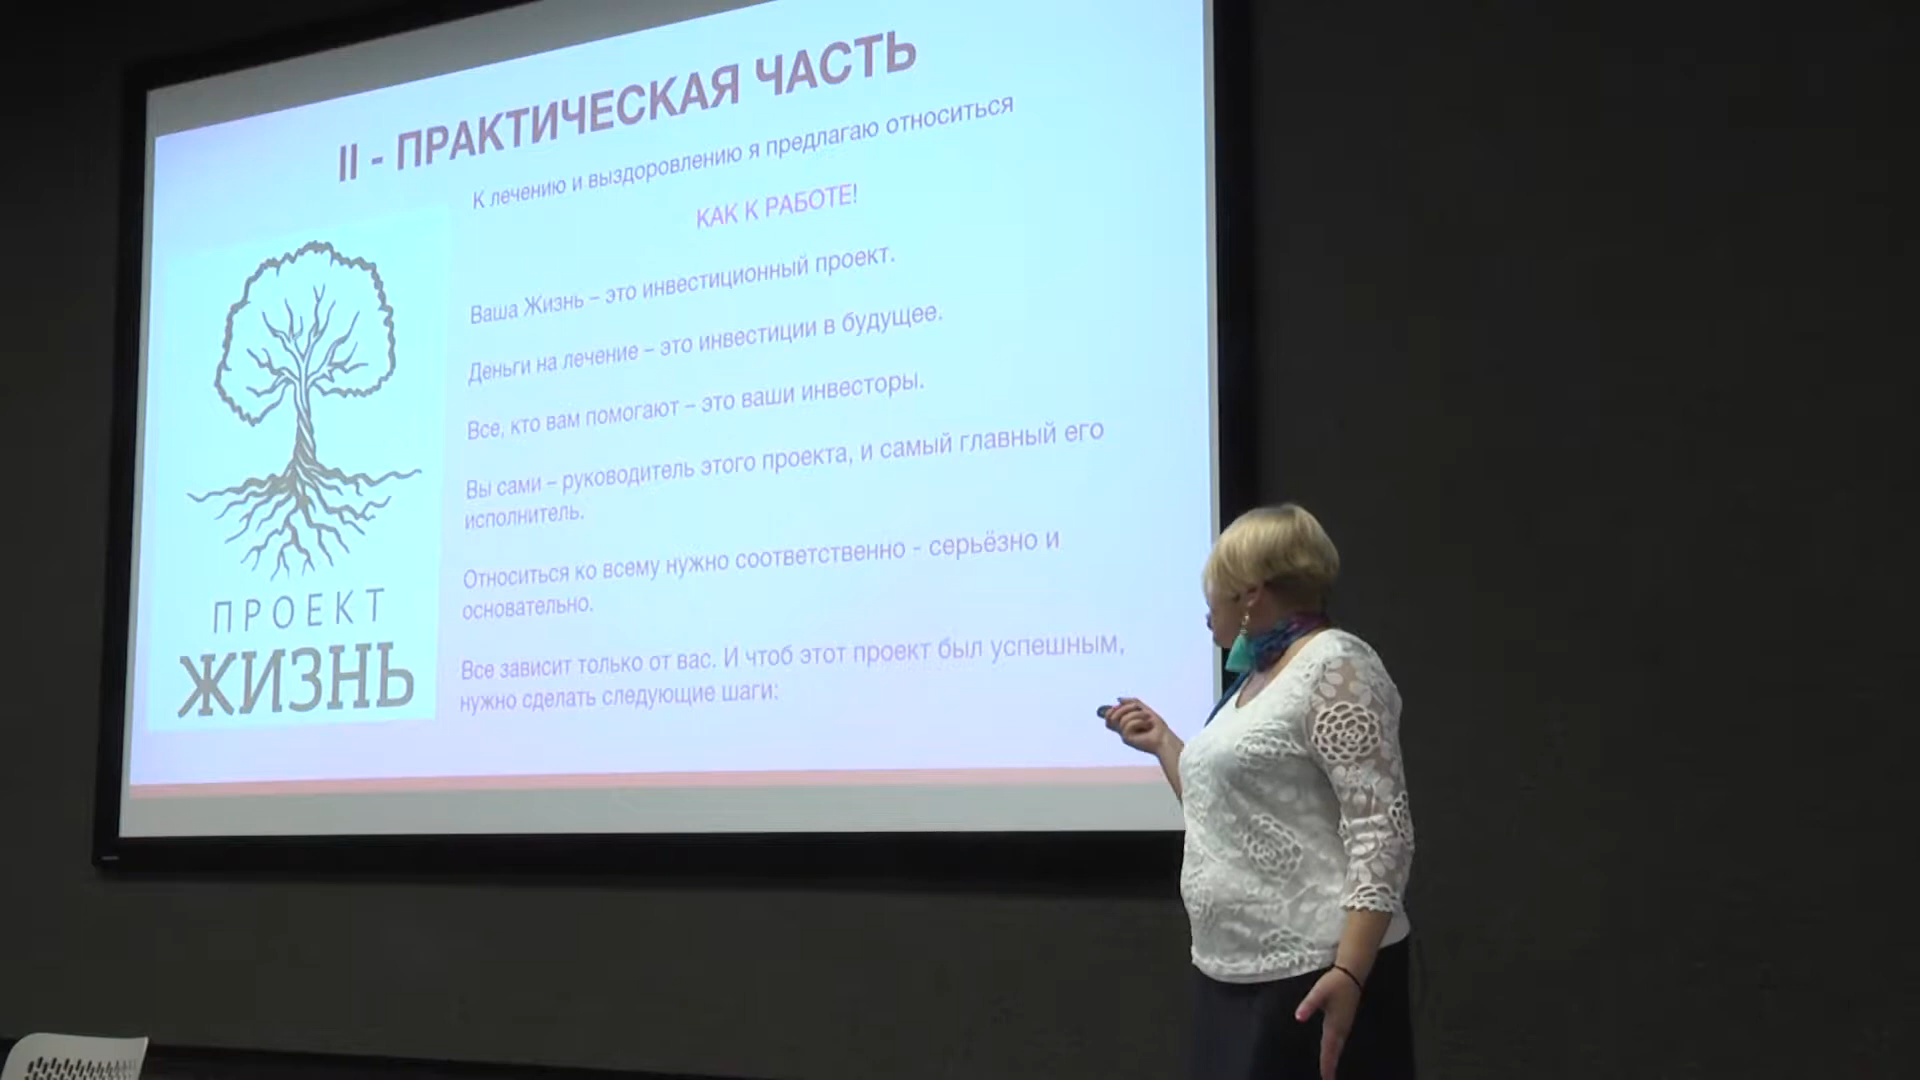 II - ПРАКТИЧЕСКАЯ ЧАСТЬ
К лечению и выздоровлению я предлагаю относиться
КАК К РАБОТЕ!
Ваша Жизнь – это инвестиционный проект.
Деньги на лечение – это инвестиции в будущее.
Все, кто вам помогают – это ваши инвесторы.
Вы сами – руководитель этого проекта, и самый главный его
исполнитель.
Относиться ко всему нужно соответственно - серьёзно и
основательно.
Все зависит только от вас. И чтоб этот проект был успешным,
нужно сделать следующие шаги:
ПРОЕКТ
ЖИЗНЬ